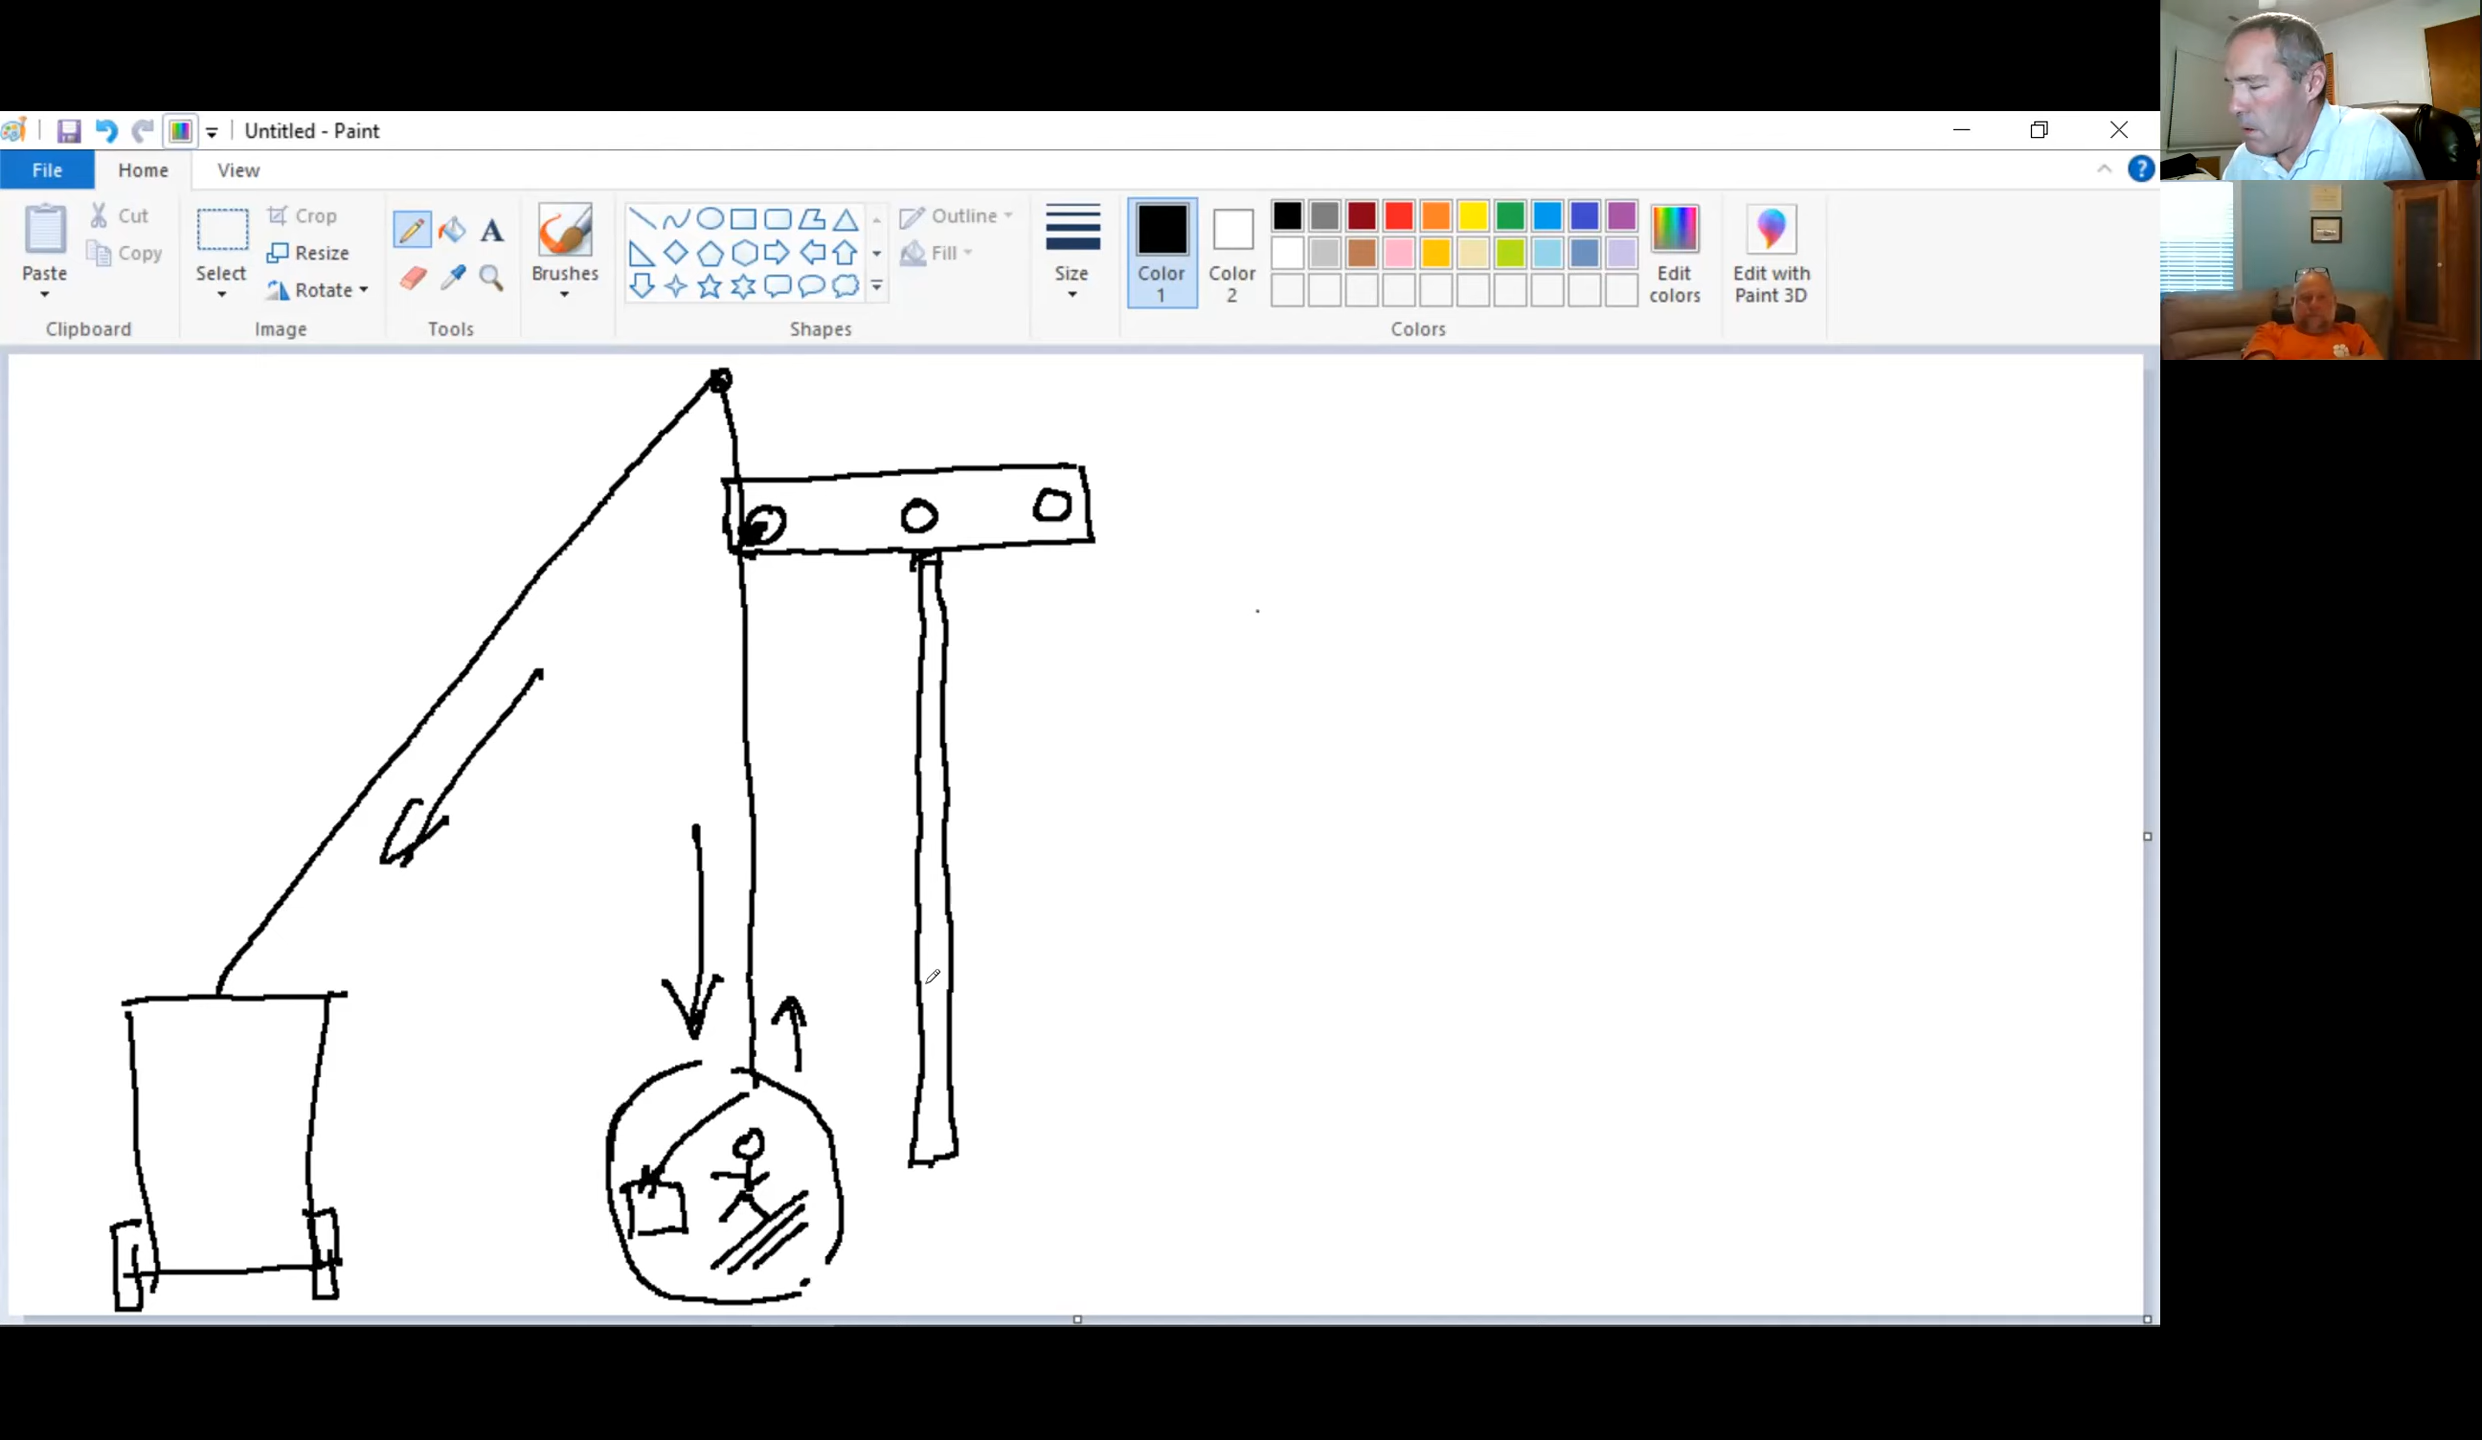 Untitled - Paint
File Home View
Paste
Cut
Copy
Clipboard
Select
Crop
Resize
Rotate
Image
A
Tools
Brushes
Shapes
Outline
Fill
Size
Color 1
Color 2
Edit colors
Edit with Paint 3D
Colors
?